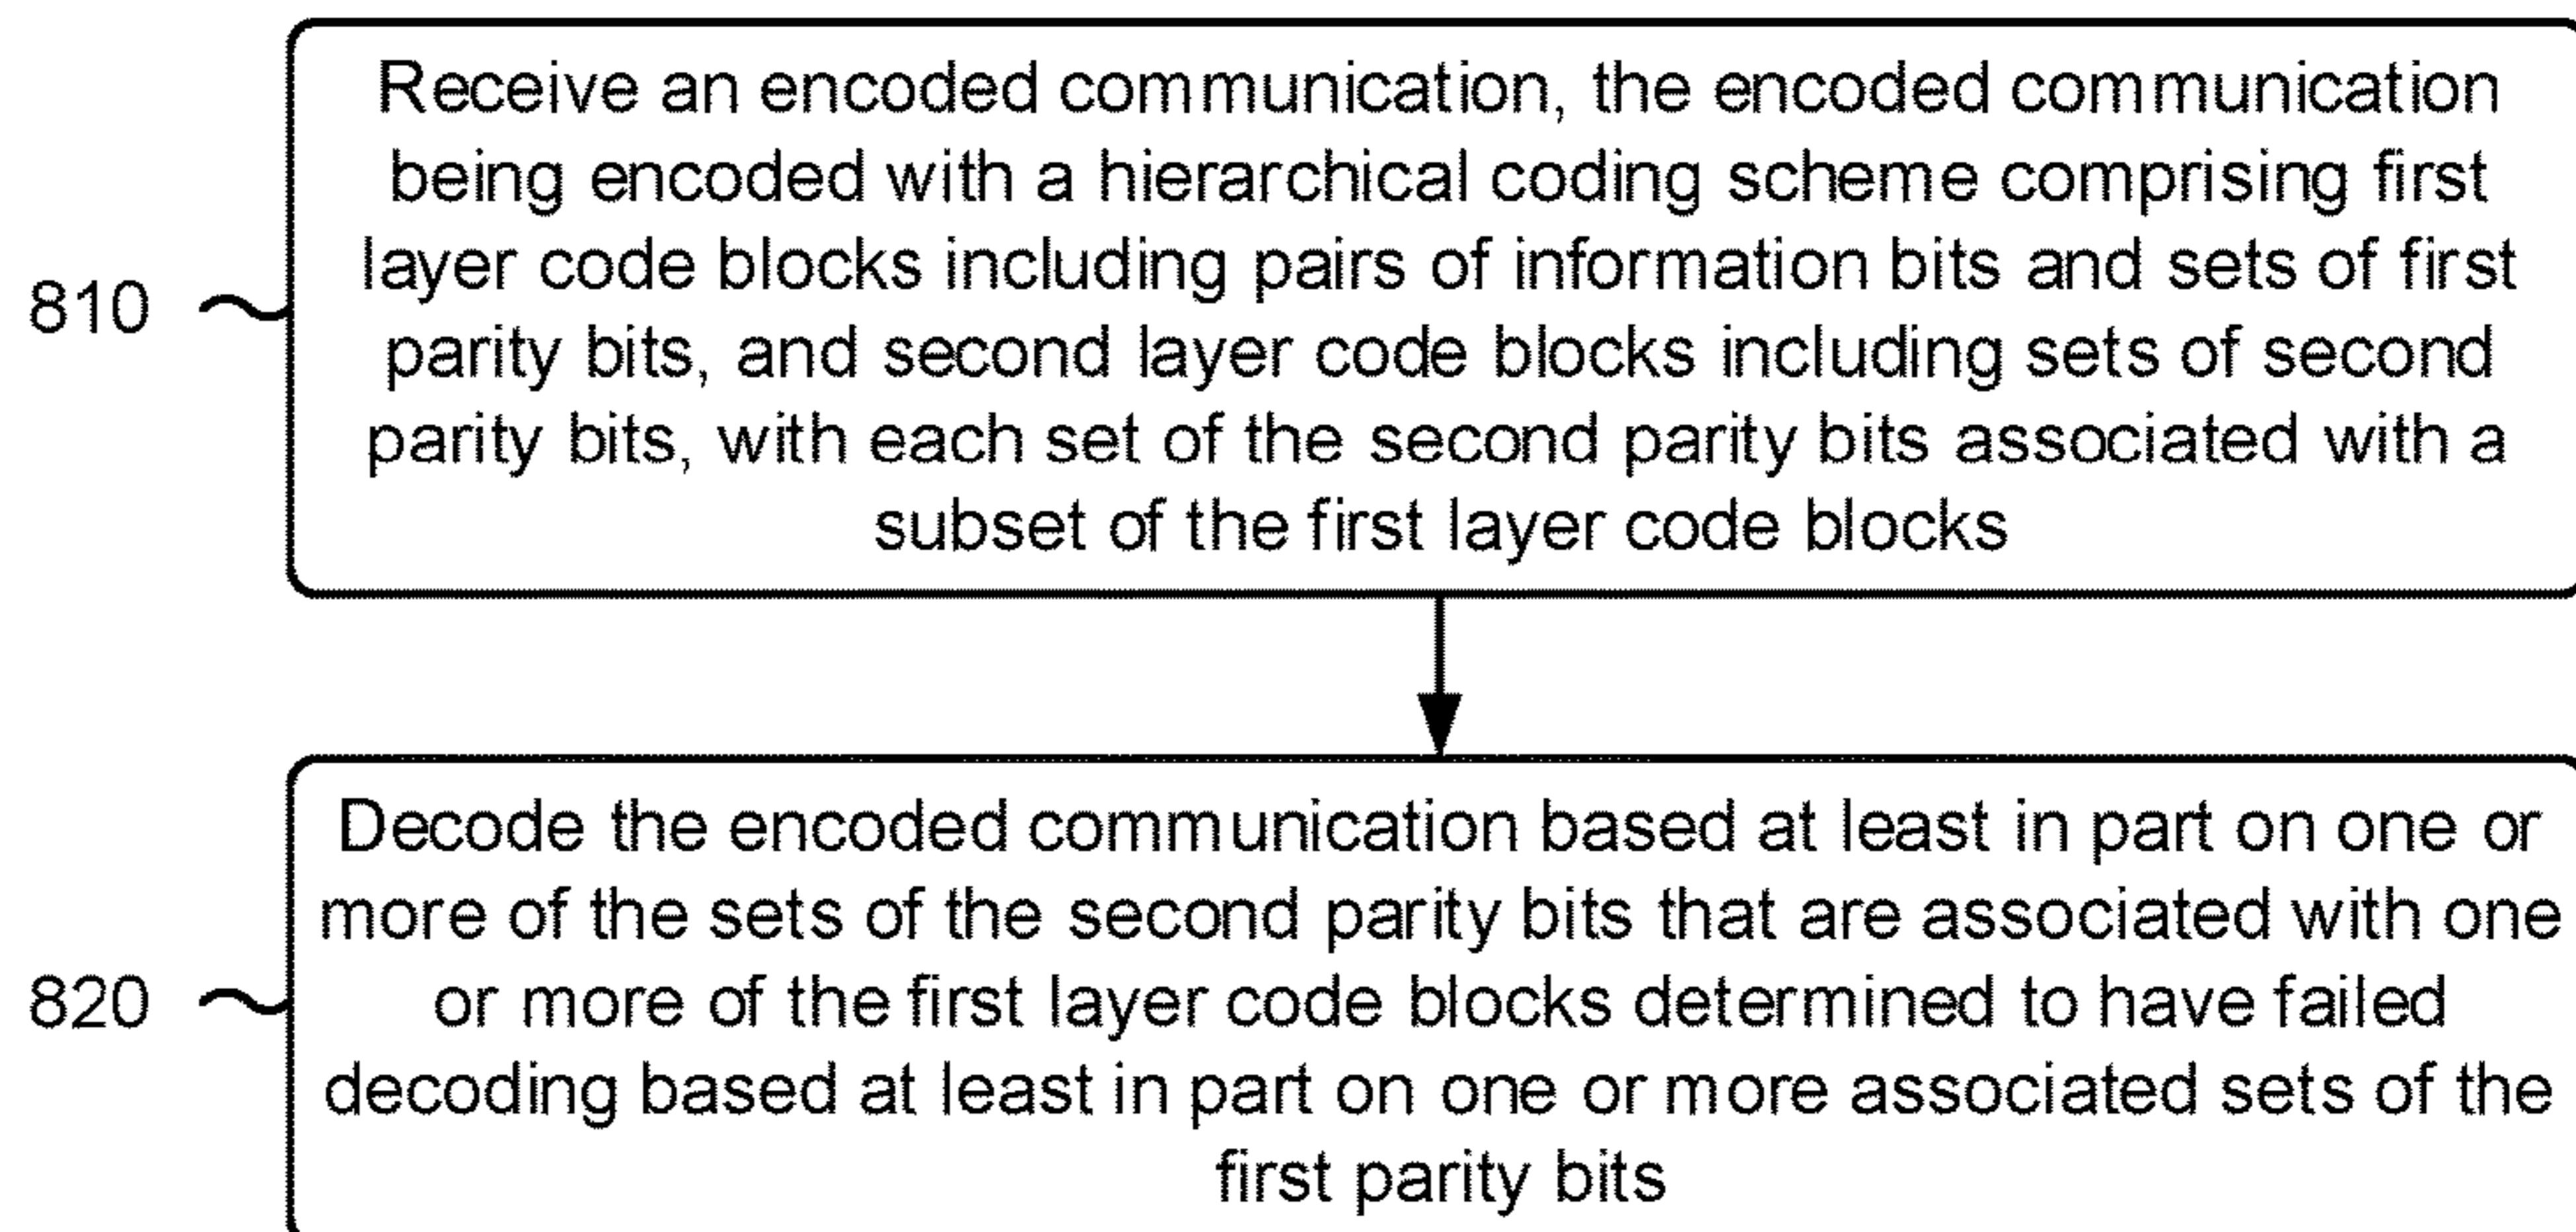 Receive an encoded communication, the encoded communication
being encoded with a hierarchical coding scheme comprising first
layer code blocks including pairs of information bits and sets of first
810
parity bits, and second layer code blocks including sets of second
parity bits, with each set of the second parity bits associated with a
subset of the first layer code blocks
Decode the encoded communication based at least in part on one or
more of the sets of the second parity bits that are associated with one
820
or more of the first layer code blocks determined to have failed
decoding based at least in part on one or more associated sets of the
first parity bits